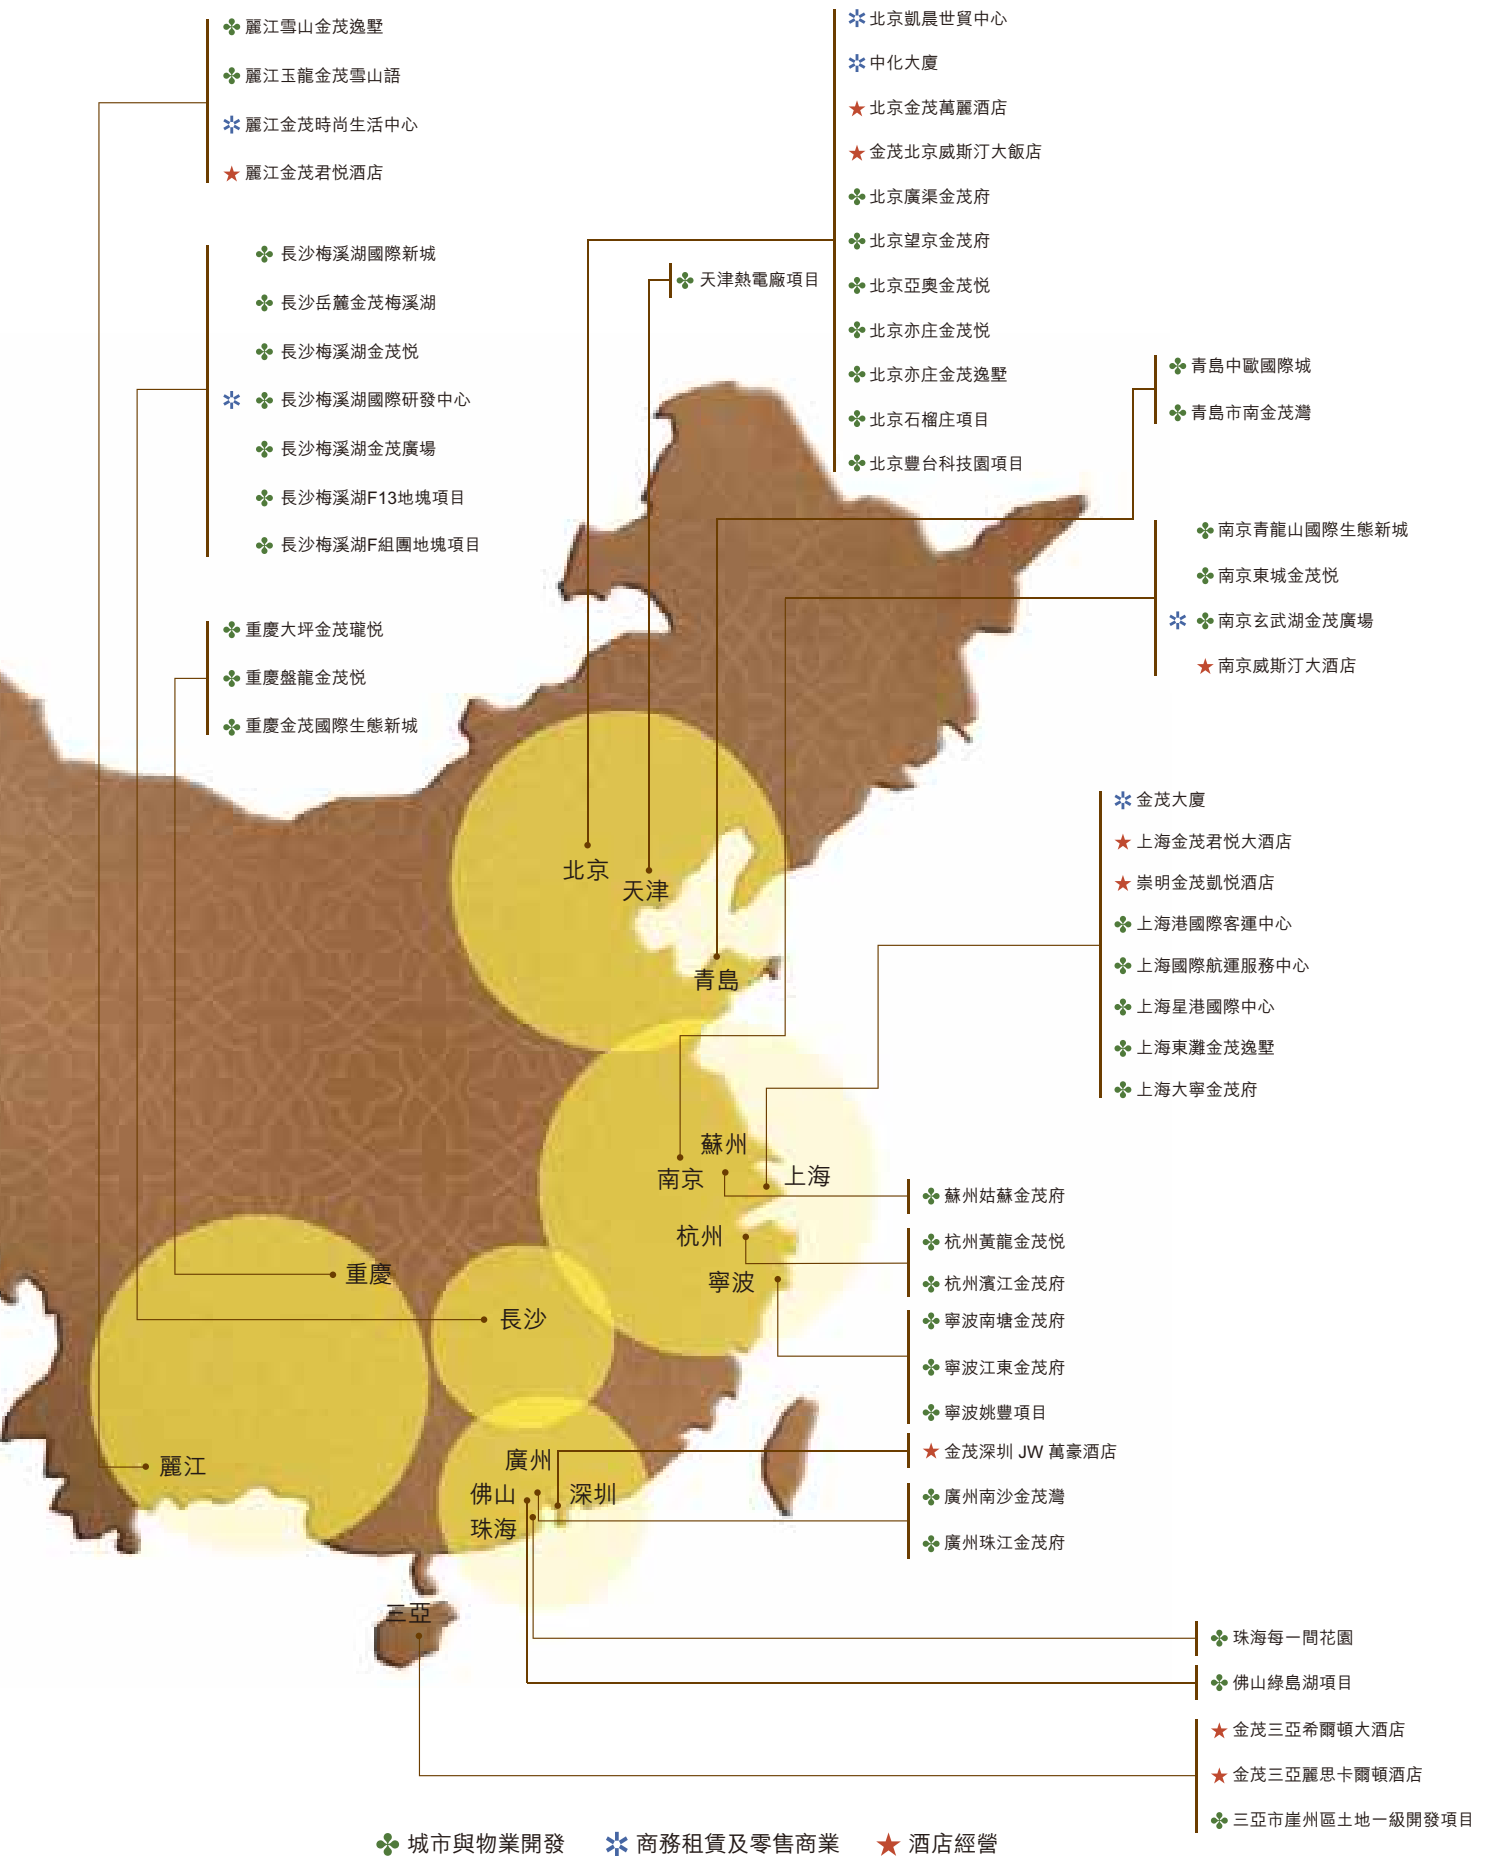 麗江雪山金茂逸墅
麗江玉龍金茂雪山語
麗江金茂時尚生活中心
麗江金茂君悦酒店
長沙梅溪湖國際新城
長沙岳麓金茂梅溪湖
長沙梅溪湖金茂悦
長沙梅溪湖國際研發中心
長沙梅溪湖金茂廣場
長沙梅溪湖F13地塊項目
長沙梅溪湖F組團地塊項目
重慶大坪金茂瓏悦
重慶盤龍金茂悦
重慶金茂國際生態新城
北京凱晨世貿中心
中化大廈
北京金茂萬麗酒店
金茂北京威斯汀大飯店
北京廣渠金茂府
北京望京金茂府
北京亞奧金茂悦
北京亦庄金茂悦
北京亦庄金茂逸墅
北京石榴庄項目
北京豐台科技園項目
天津熱電廠項目
青島中歐國際城
青島市南金茂灣
南京青龍山國際生態新城
南京東城金茂悦
南京玄武湖金茂廣場
南京威斯汀大酒店
金茂大廈
上海金茂君悦大酒店
崇明金茂凱悦酒店
上海港國際客運中心
上海國際航運服務中心
上海星港國際中心
上海東灘金茂逸墅
上海大寧金茂府
北京
天津
青島
蘇州
南京
上海
杭州
寧波
重慶
長沙
麗江
廣州
佛山
深圳
珠海
三亞
蘇州姑蘇金茂府
杭州黃龍金茂悦
杭州濱江金茂府
寧波南塘金茂府
寧波江東金茂府
寧波姚豐項目
金茂深圳 JW 萬豪酒店
廣州南沙金茂灣
廣州珠江金茂府
珠海每一間花園
佛山綠島湖項目
金茂三亞希爾頓大酒店
金茂三亞麗思卡爾頓酒店
三亞市崖州區土地一級開發項目
城市與物業開發
商務租賃及零售商業
酒店經營